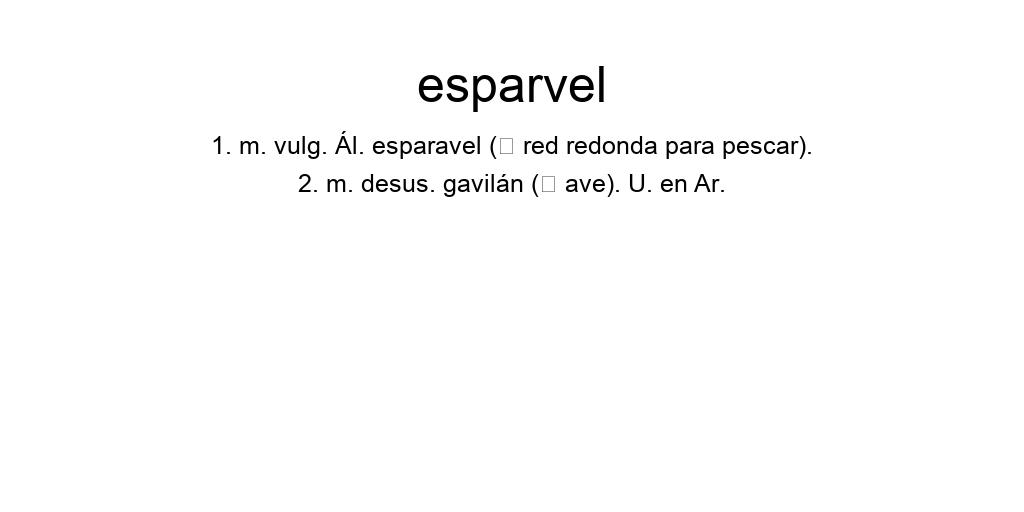 esparvel
1. m. vulg. Ál. esparavel (□ red redonda para pescar).
2. m. desus. gavilán (□ ave). U. en Ar.